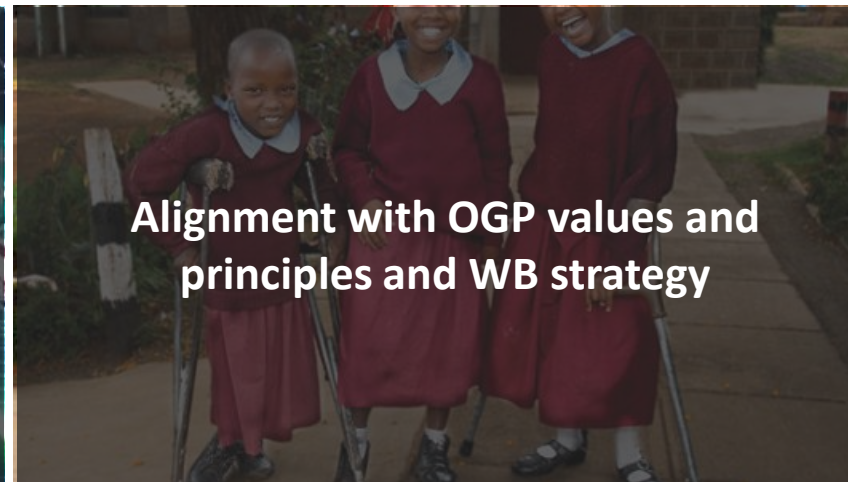 Alignment with OGP values and
principles and WB strategy